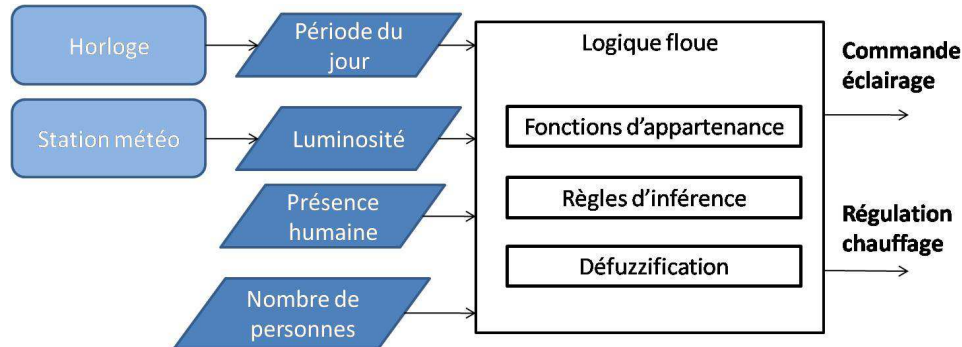 Horloge
Période du
jour
Logique floue
Commande
éclairage
Station météo
Luminosité
Fonctions d'appartenance
Présence
humaine
Règles d'inférence
Régulation
chauffage
Défuzzification
Nombre de
personnes